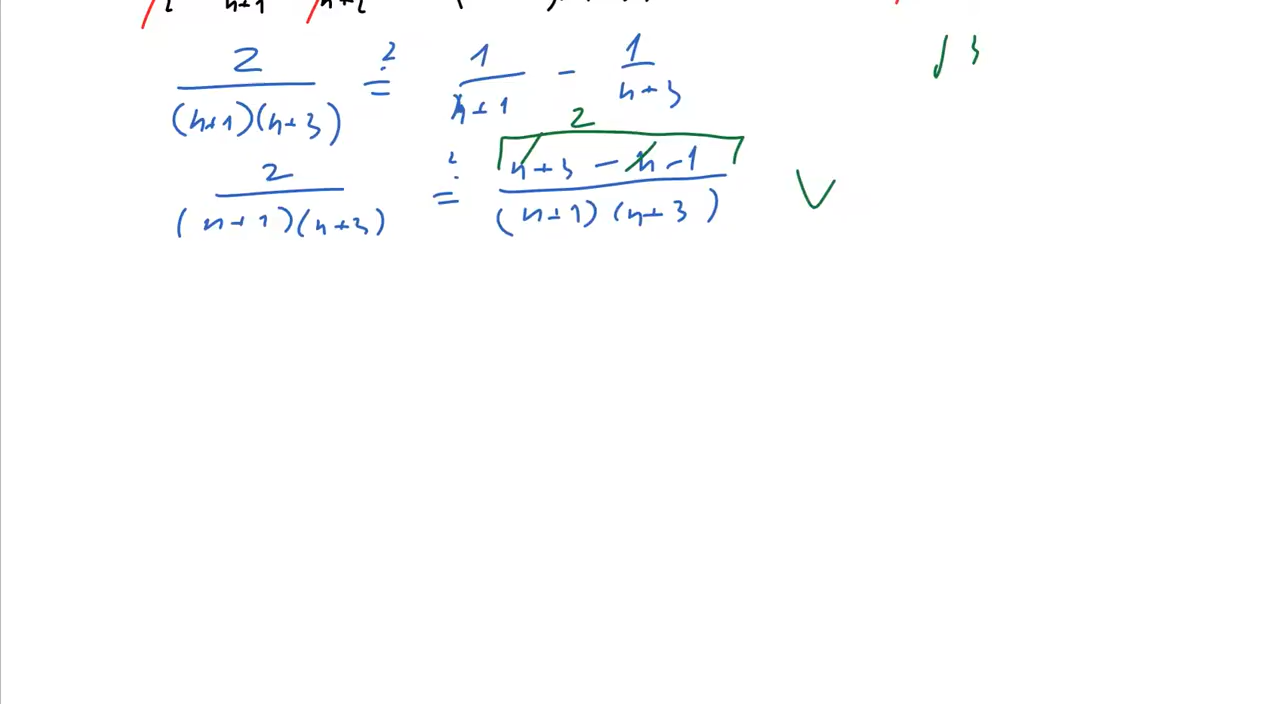 2/((n+1)(n+3)) ≟ 1/(n+1) - 1/(n+3)
2
2/((n+1)(n+3)) ≟ (n+3-n-1)/((n+1)(n+3)) V